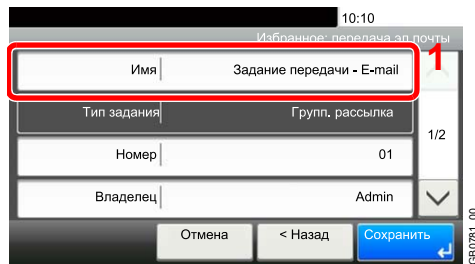 10:10
Избранное: передача эл.почты
1
Имя Задание передачи - E-mail
Тип задания Групп. рассылка
1/2
Номер 01
Владелец Admin
Отмена < Назад Сохранить
GB0781_00